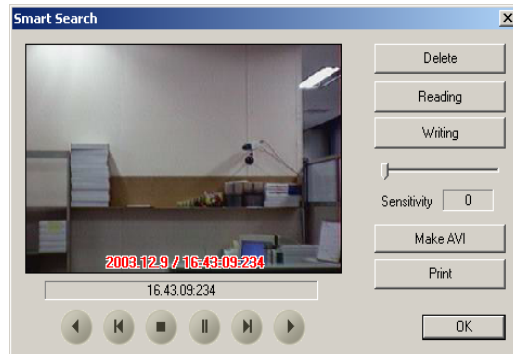 Smart Search
2003.12.9 / 16:43:09:234
16.43.09:234
Delete
Reading
Writing
Sensitivity 0
Make AVI
Print
OK